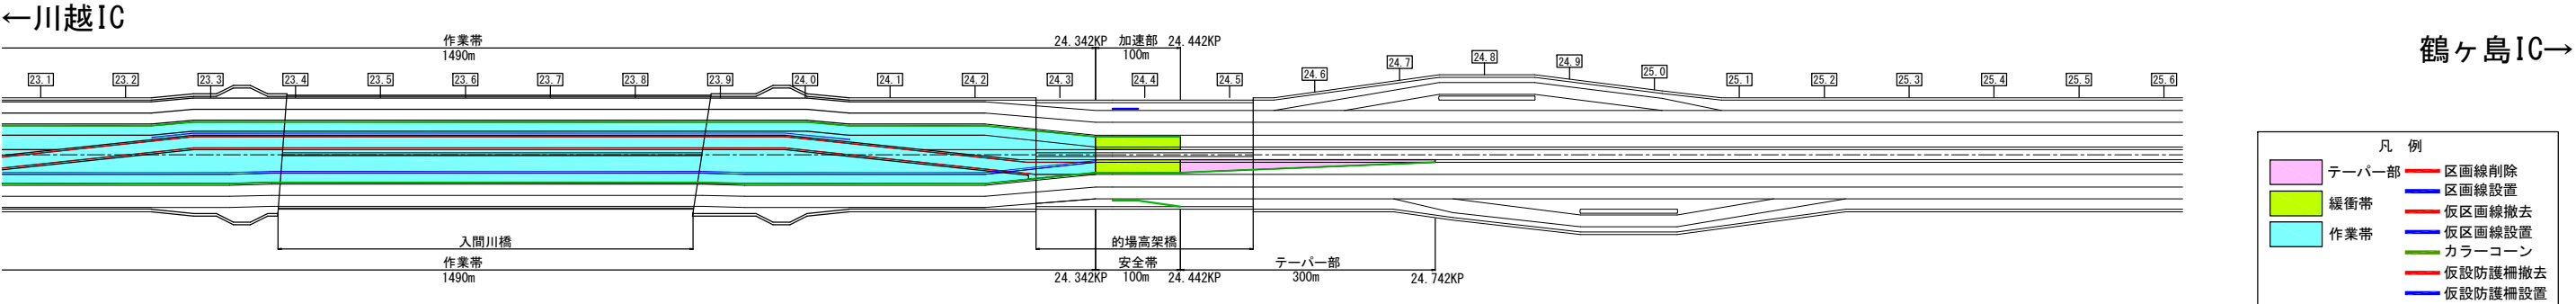 ←川越IC
鶴ヶ島IC→
作業帯
1490m
24.342KP
加速部
100m
24.442KP
23.1
23.2
23.3
23.4
23.5
23.6
23.7
23.8
23.9
24.0
24.1
24.2
24.3
24.4
24.5
24.6
24.7
24.8
24.9
25.0
25.1
25.2
25.3
25.4
25.5
25.6
入間川橋
的場高架橋
作業帯
1490m
24.342KP
安全帯
100m
24.442KP
テーパー部
300m
24.742KP
凡 例
テーパー部
緩衝帯
作業帯
区画線削除
区画線設置
仮区画線撤去
仮区画線設置
カラーコーン
仮設防護柵撤去
仮設防護柵設置